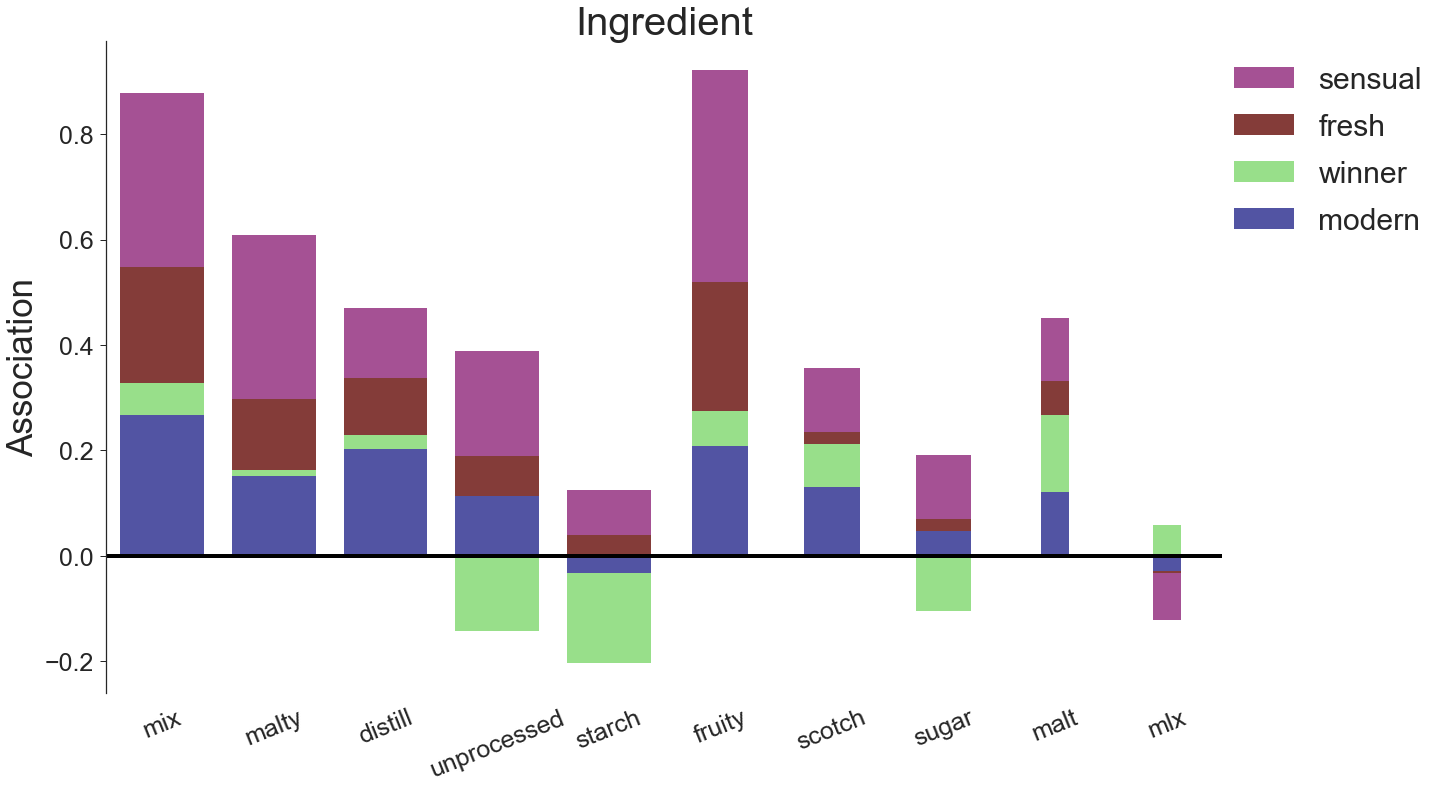 Ingredient
sensual
fresh
winner
modern
Association
0.8
0.6
0.4
0.2
0.0
−0.2
mix
malty
distill
unprocessed
starch
fruity
scotch
sugar
malt
mlx